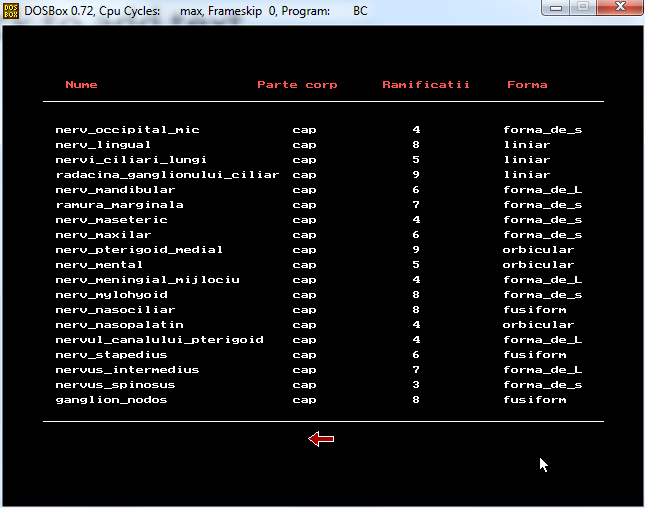 DOSBox 0.72, Cpu Cycles: max, Frameskip 0, Program: BC
Nume Parte corp Ramificatii Forma
nerv_occipital_mic cap 4 forma_de_s
nerv_lingual cap 8 liniar
nervi_ciliari_lungi cap 5 liniar
radacina_ganglionului_ciliar cap 9 liniar
nerv_mandibular cap 6 forma_de_L
ramura_marginala cap 7 forma_de_s
nerv_maseteric cap 4 forma_de_s
nerv_maxilar cap 6 forma_de_s
nerv_pterigoid_medial cap 9 orbicular
nerv_mental cap 5 orbicular
nerv_meningial_mijlociu cap 4 forma_de_L
nerv_mylohyoid cap 8 forma_de_s
nerv_nasociliar cap 8 fusiform
nerv_nasopalatin cap 4 orbicular
nervul_canalului_pterigoid cap 4 forma_de_L
nerv_stapedius cap 6 fusiform
nervus_intermedius cap 7 forma_de_L
nervus_spinosus cap 3 forma_de_s
ganglion_nodos cap 8 fusiform